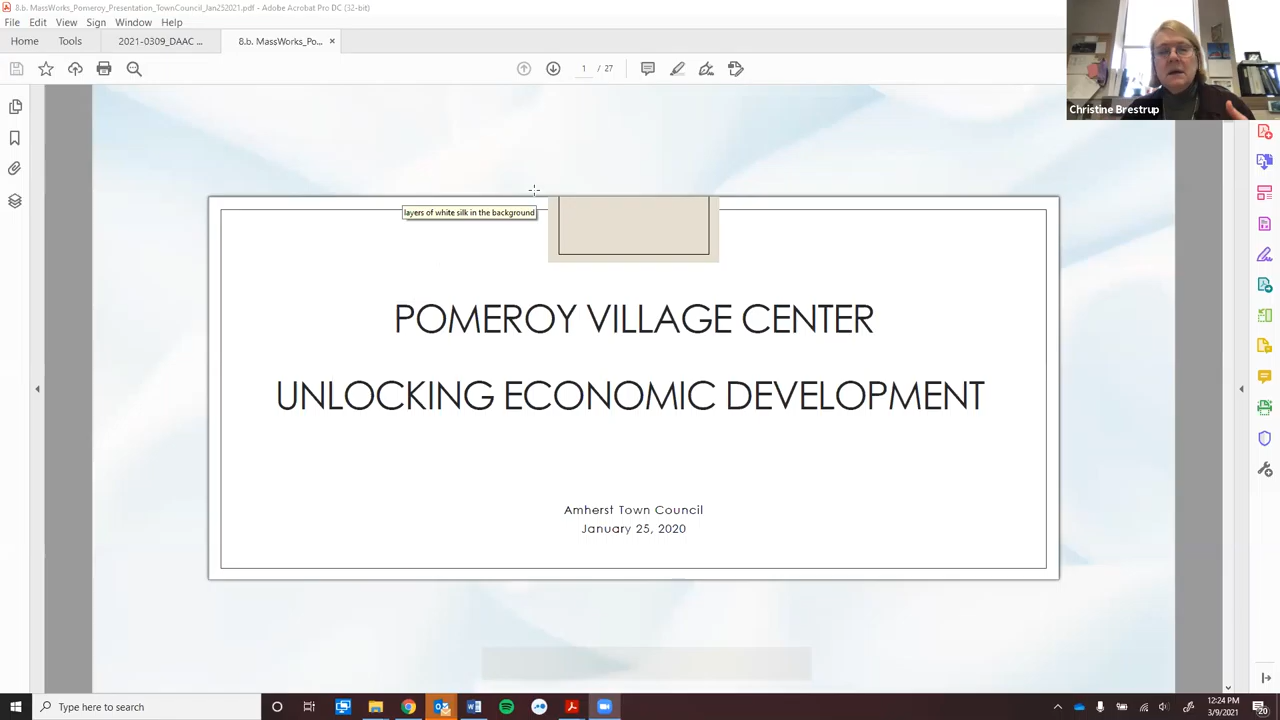 8.b. MassWorks_Pomeroy_Presentation_TownCouncil_Jan252021.pdf - Adobe Acrobat Pro DC (32-bit)
File Edit View Sign Window Help
Home Tools 2021-0309_DAAC ... 8.b. MassWorks_Po... ×
1 / 27
Christine Brestrup
layers of white silk in the background
POMEROY VILLAGE CENTER
UNLOCKING ECONOMIC DEVELOPMENT
Amherst Town Council
January 25, 2020
Type here to search
12:24 PM
3/9/2021
20